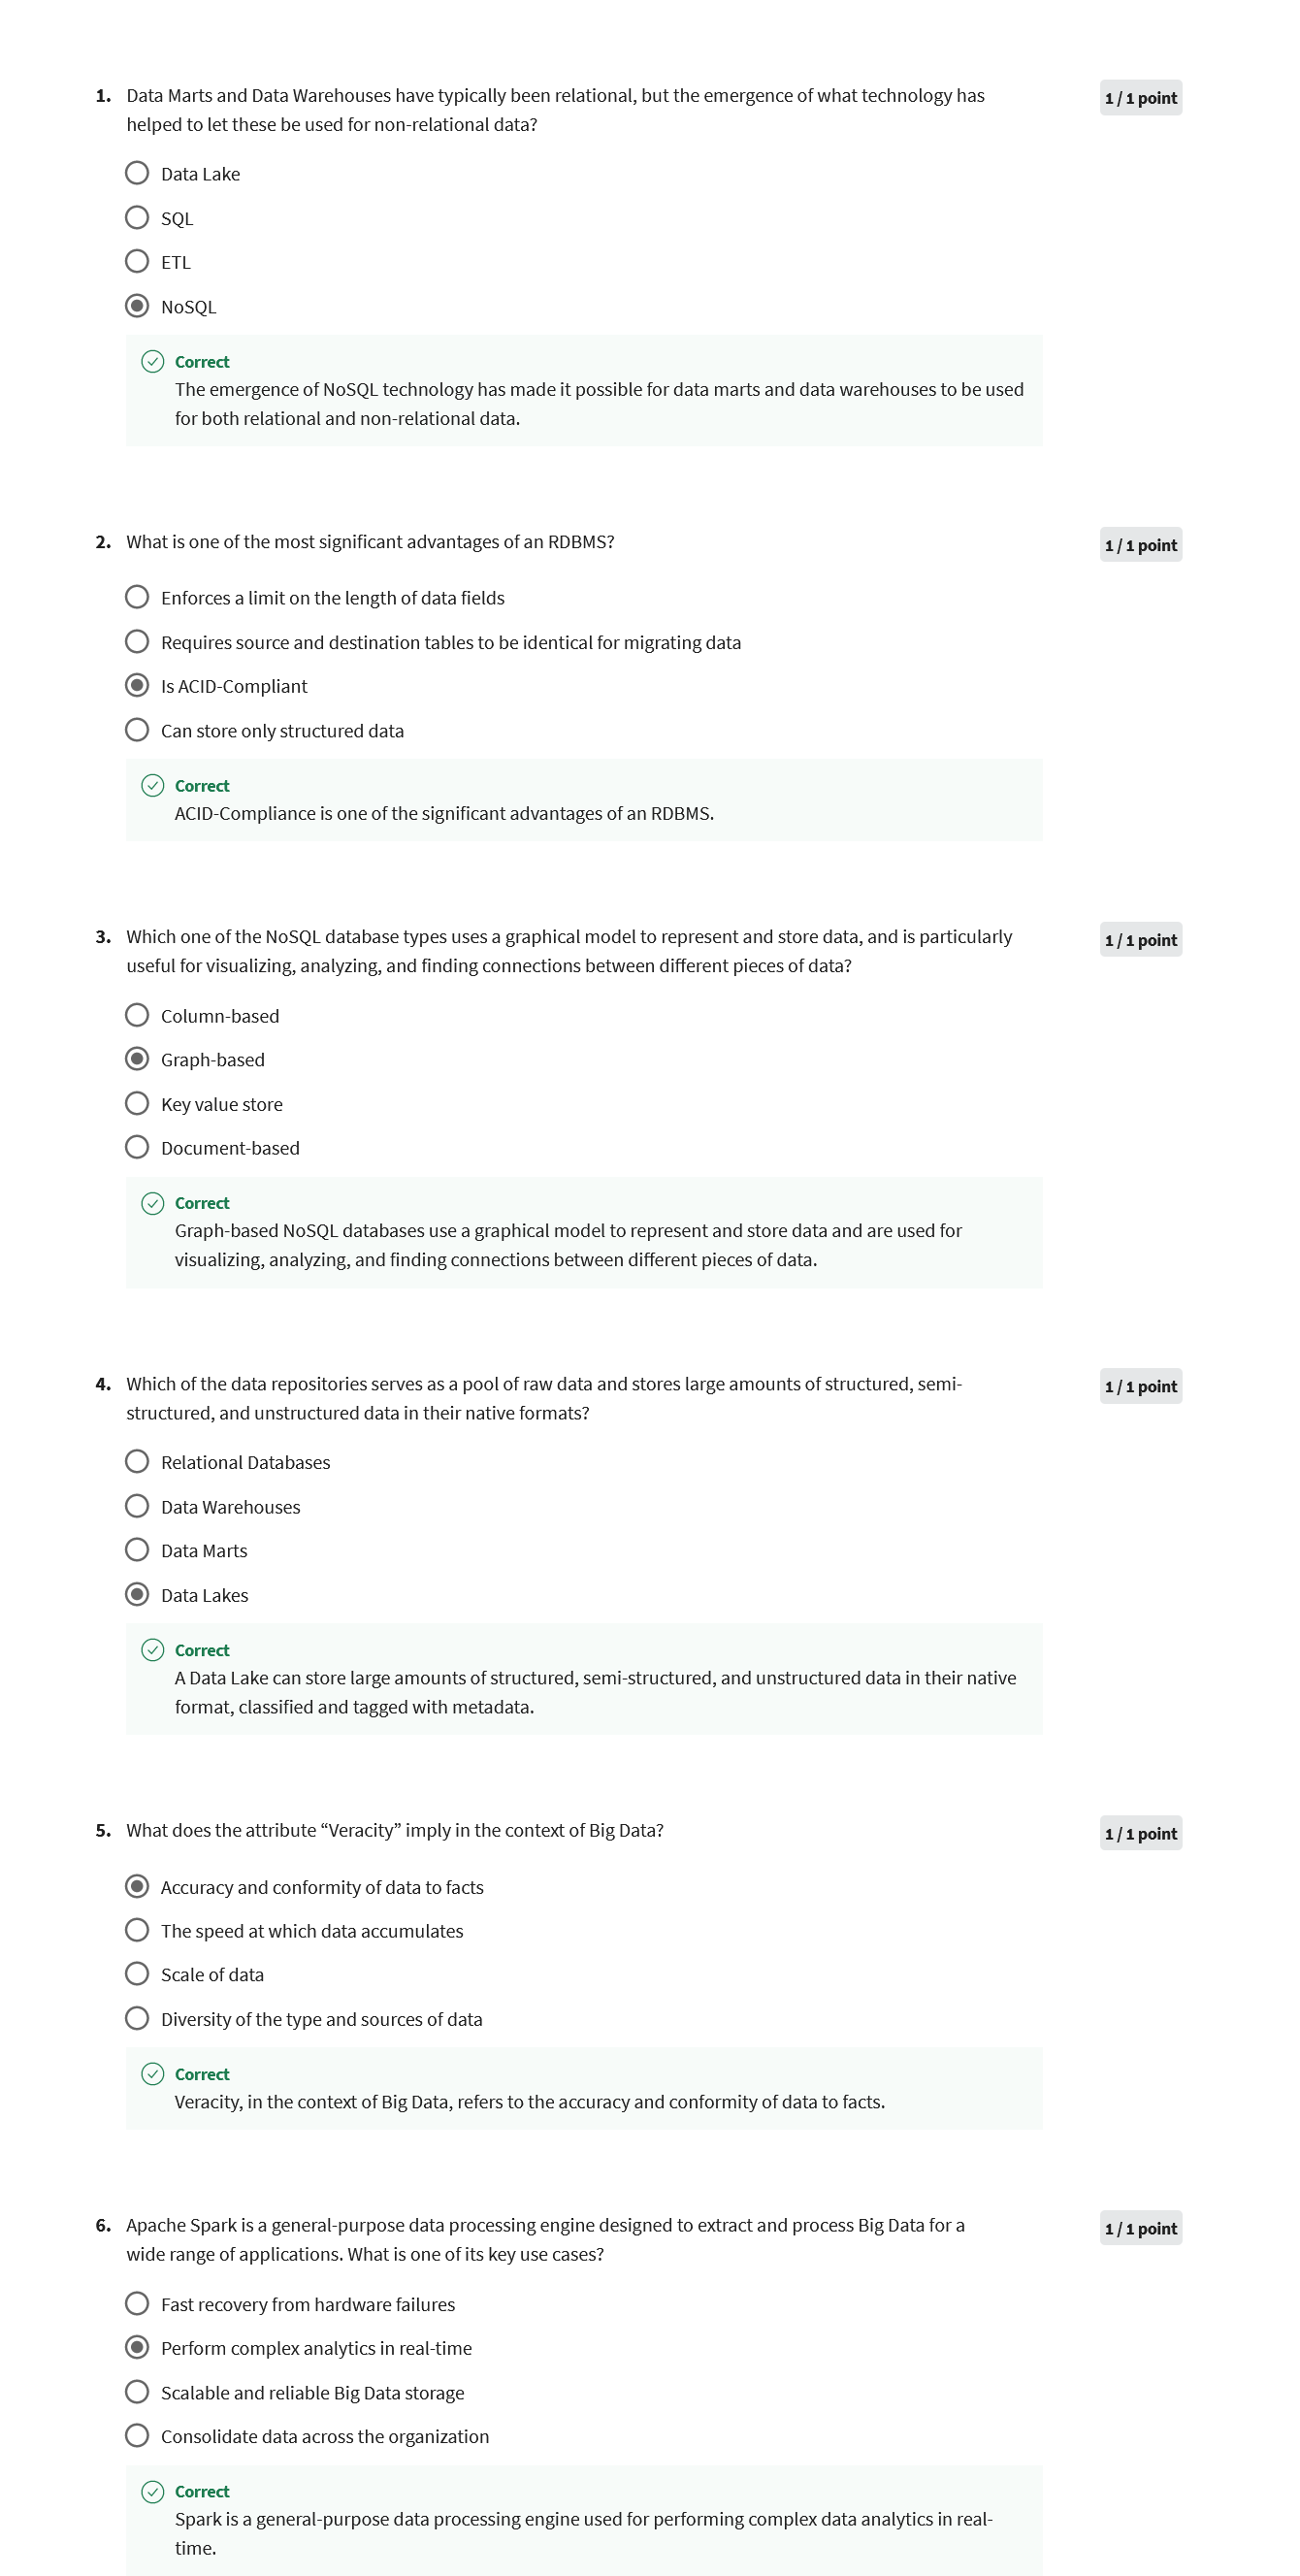 1. Data Marts and Data Warehouses have typically been relational, but the emergence of what technology has
helped to let these be used for non-relational data?
1 / 1 point
Data Lake
SQL
ETL
NoSQL
Correct
The emergence of NoSQL technology has made it possible for data marts and data warehouses to be used
for both relational and non-relational data.
2. What is one of the most significant advantages of an RDBMS?
1 / 1 point
Enforces a limit on the length of data fields
Requires source and destination tables to be identical for migrating data
Is ACID-Compliant
Can store only structured data
Correct
ACID-Compliance is one of the significant advantages of an RDBMS.
3. Which one of the NoSQL database types uses a graphical model to represent and store data, and is particularly
useful for visualizing, analyzing, and finding connections between different pieces of data?
1 / 1 point
Column-based
Graph-based
Key value store
Document-based
Correct
Graph-based NoSQL databases use a graphical model to represent and store data and are used for
visualizing, analyzing, and finding connections between different pieces of data.
4. Which of the data repositories serves as a pool of raw data and stores large amounts of structured, semi-
structured, and unstructured data in their native formats?
1 / 1 point
Relational Databases
Data Warehouses
Data Marts
Data Lakes
Correct
A Data Lake can store large amounts of structured, semi-structured, and unstructured data in their native
format, classified and tagged with metadata.
5. What does the attribute “Veracity” imply in the context of Big Data?
1 / 1 point
Accuracy and conformity of data to facts
The speed at which data accumulates
Scale of data
Diversity of the type and sources of data
Correct
Veracity, in the context of Big Data, refers to the accuracy and conformity of data to facts.
6. Apache Spark is a general-purpose data processing engine designed to extract and process Big Data for a
wide range of applications. What is one of its key use cases?
1 / 1 point
Fast recovery from hardware failures
Perform complex analytics in real-time
Scalable and reliable Big Data storage
Consolidate data across the organization
Correct
Spark is a general-purpose data processing engine used for performing complex data analytics in real-
time.